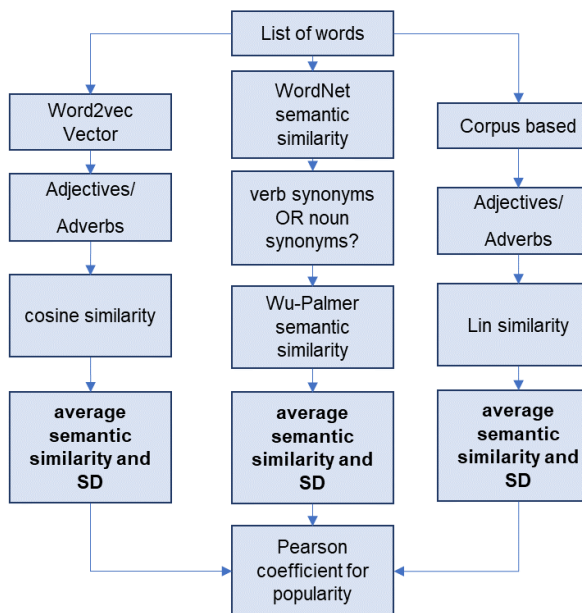 List of words
Word2vec
Vector
Adjectives/
Adverbs
cosine similarity
average
semantic
similarity and
SD
WordNet
semantic
similarity
verb synonyms
OR noun
synonyms?
Wu-Palmer
semantic
similarity
average
semantic
similarity and
SD
Corpus based
Adjectives/
Adverbs
Lin similarity
average
semantic
similarity and
SD
Pearson
coefficient for
popularity